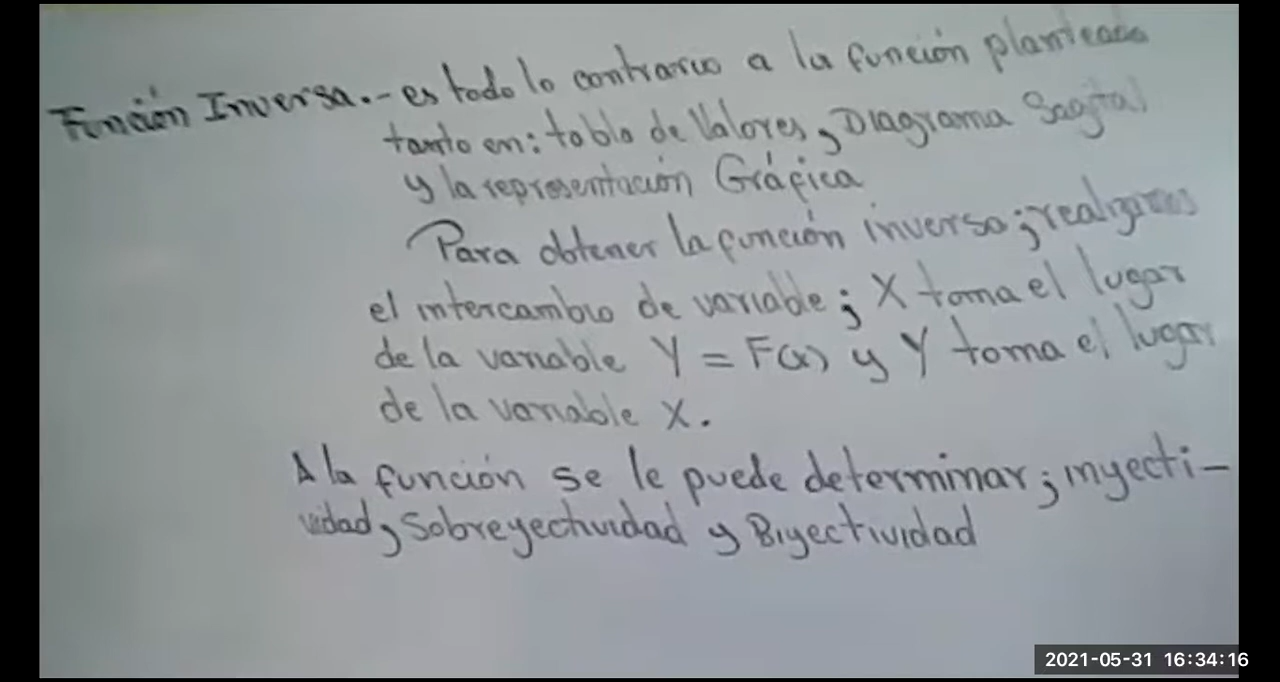 Función Inversa.- es todo lo contrario a la función planteada
tanto en: tabla de Valores, Diagrama Sagital
y la representación Gráfica
Para obtener la función inversa; realizamos
el intercambio de variable; X toma el lugar
de la variable Y = F(x) y Y toma el lugar
de la variable X.
A la función se le puede determinar; inyecti-
vidad, Sobreyectividad y Biyectividad
2021-05-31 16:34:16